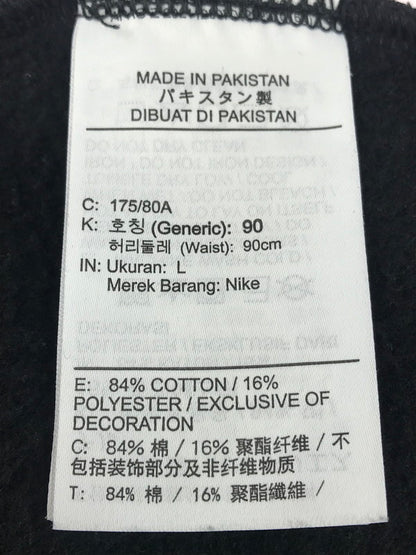 MADE IN PAKISTAN
パキスタン製
DIBUAT DI PAKISTAN
C: 175/80A
K: 호칭 (Generic): 90
허리둘레 (Waist): 90cm
IN: Ukuran: L
Merek Barang: Nike
E: 84% COTTON / 16%
POLYESTER / EXCLUSIVE OF
DECORATION
C: 84% 棉 / 16% 聚酯纤维 / 不
包括装饰部分及非纤维物质
T: 84% 棉 / 16% 聚酯纖維 /